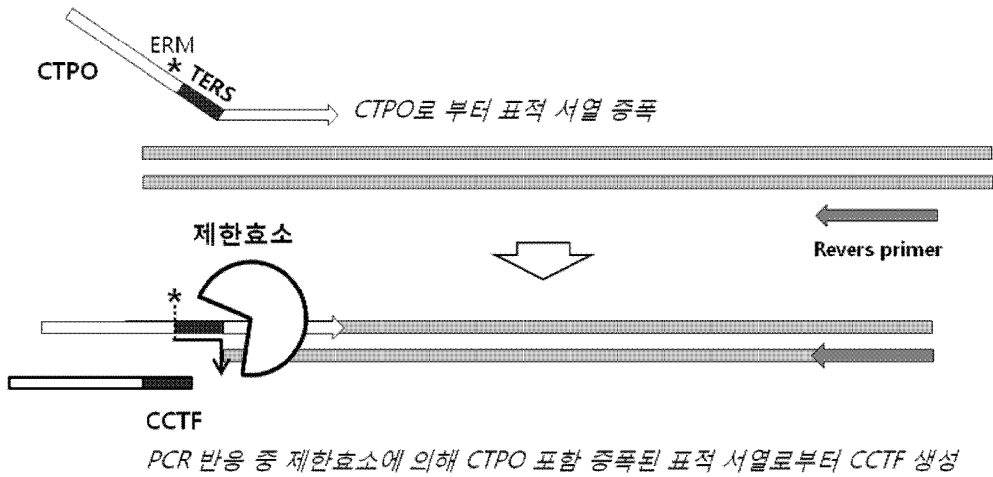 ERM
*
CTPO
TERS
CTPO로 부터 표적 서열 증폭
Revers primer
제한효소
*
CCTF
PCR 반응 중 제한효소에 의해 CTPO 포함 증폭된 표적 서열로부터 CCTF 생성